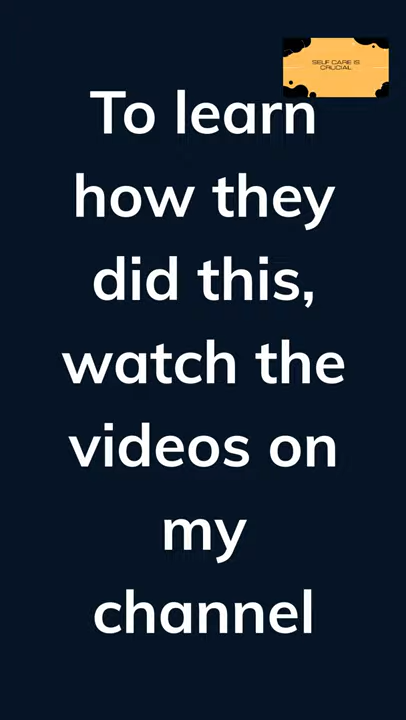 SELF CARE IS
CRUCIAL
To learn
how they
did this,
watch the
videos on
my
channel